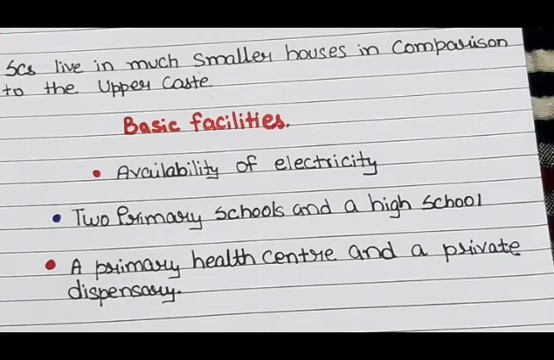 SCs live in much smaller houses in Comparison
to the Upper Caste
Basic facilities.
• Availability of electricity
• Two Primary schools and a high School
• A primary health centre and a private
dispensary.